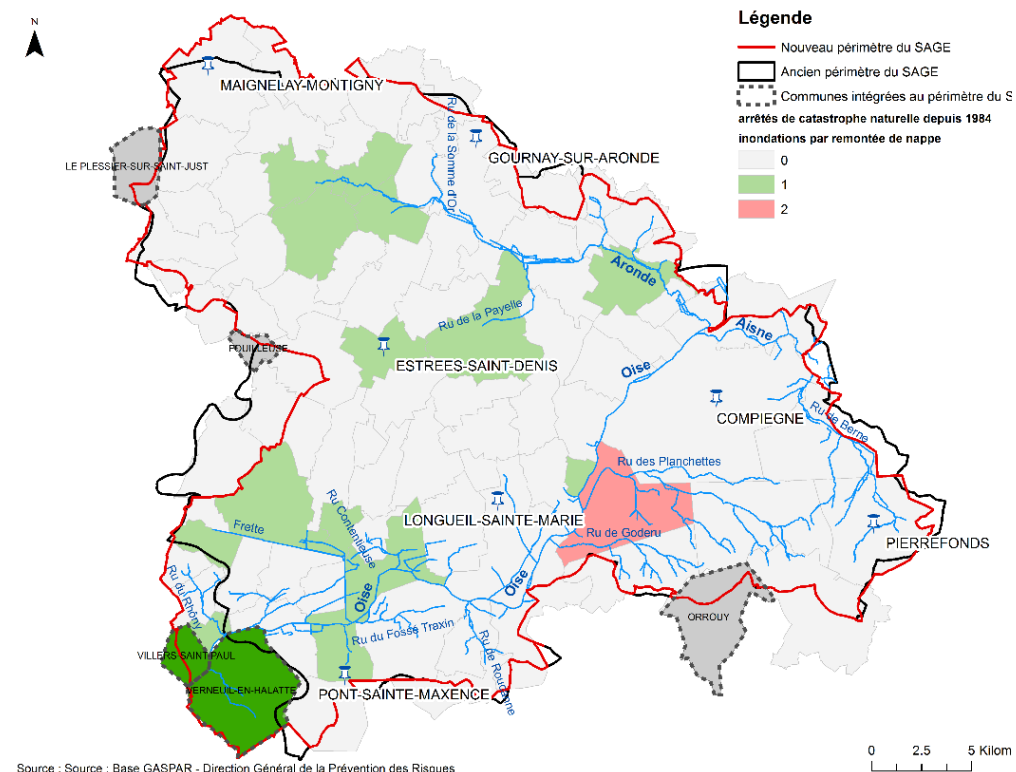 N
Légende
Nouveau périmètre du SAGE
Ancien périmètre du SAGE
Communes intégrées au périmètre du S
arrêtés de catastrophe naturelle depuis 1984
inondations par remontée de nappe
0
1
2
MAIGNELAY-MONTIGNY
Ru de la Somme d'Or
GOURNAY-SUR-ARONDE
LE PLESSIER-SUR-SAINT-JUST
Aronde
Ru de la Payelle
Aisne
FOUILLEUSE
ESTREES-SAINT-DENIS
Oise
COMPIEGNE
Ru de Berne
Ru des Planchettes
Ru Contentieuse
LONGUEIL-SAINTE-MARIE
Frette
Ru de Goderu
PIERREFONDS
Ru du Rhôny
Oise
Oise
ORROUY
Ru du Fossé Traxin
VILLERS SAINT PAUL
VERNEUIL-EN-HALATTE
PONT-SAINTE-MAXENCE
Source : Source : Base GASPAR - Direction Général de la Prévention des Risques
0 2.5 5 Kilom